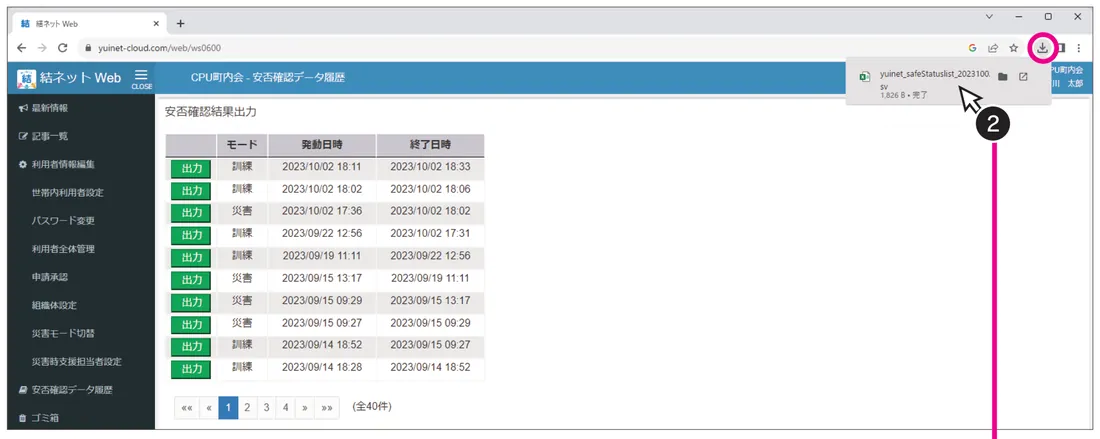 結 結ネット Web
yuinet-cloud.com/web/ws0600
結 結ネット Web CLOSE CPU町内会 - 安否確認データ履歴 PU町内会
川 太郎
yuinet_safeStatuslist_202310​0.
sv
1,826 B • 完了
2
最新情報
記事一覧
利用者情報編集
世帯内利用者設定
パスワード変更
利用者全体管理
申請承認
組織体設定
災害モード切替
災害時支援担当者設定
安否確認データ履歴
ゴミ箱
安否確認結果出力
モード 発動日時 終了日時
出力 訓練 2023/10/02 18:11 2023/10/02 18:33
出力 訓練 2023/10/02 18:02 2023/10/02 18:06
出力 災害 2023/10/02 17:36 2023/10/02 18:02
出力 訓練 2023/09/22 12:56 2023/10/02 17:31
出力 訓練 2023/09/19 11:11 2023/09/22 12:56
出力 災害 2023/09/15 13:17 2023/09/19 11:11
出力 災害 2023/09/15 09:29 2023/09/15 13:17
出力 災害 2023/09/15 09:27 2023/09/15 09:29
出力 訓練 2023/09/14 18:52 2023/09/15 09:27
出力 訓練 2023/09/14 18:28 2023/09/14 18:52
«« « 1 2 3 4 » »» (全40件)